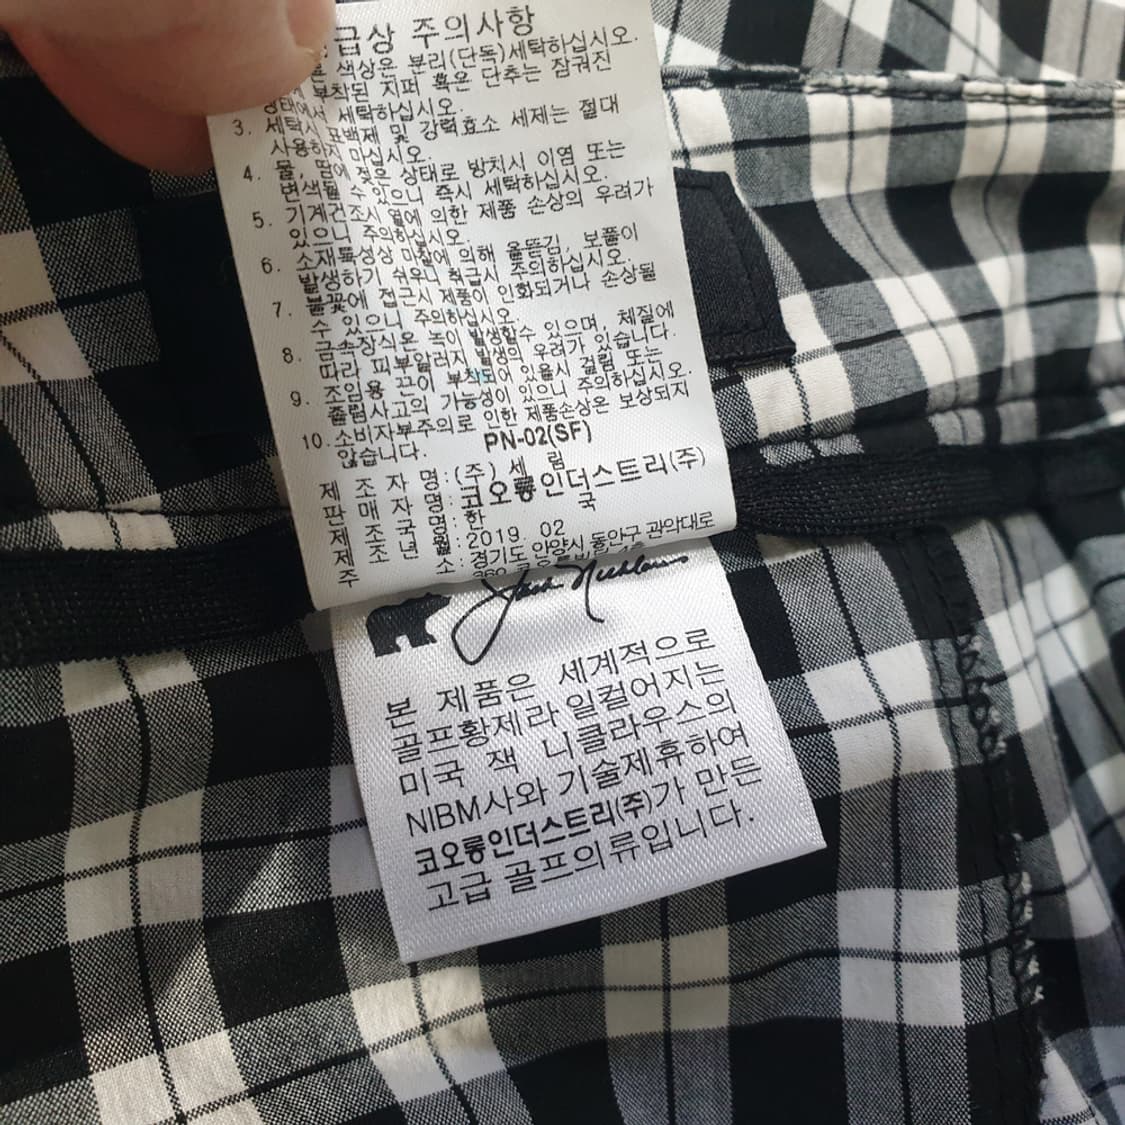 급상 주의사항
색상은 분리(단독)세탁하십시오.
부착된 지퍼 혹은 단추는 잠궈진
상태에서 세탁하십시오.
3. 세탁시 표백제 및 강력효소 세제는 절대
사용하지 마십시오.
4. 물, 땀에 젖은 상태로 방치시 이염 또는
변색될 수 있으니 즉시 세탁하십시오.
5. 기계건조시 열에 의한 제품 손상의 우려가
있으니 주의하십시오.
6. 소재특성상 마찰에 의해 올뜯김, 보풀이
발생하기 쉬우니 취급시 주의하십시오.
7. 불꽃에 접근시 제품이 인화되거나 손상될
수 있으니 주의하십시오.
8. 금속장식은 녹이 발생할수 있으며, 체질에
따라 피부알러지 발생의 우려가 있습니다.
9. 조임용 끈이 부착되어 있을시 걸림 또는
졸림사고의 가능성이 있으니 주의하십시오.
10. 소비자부주의로 인한 제품손상은 보상되지
않습니다. PN-02(SF)
제 조 자 명:(주) 세 림
판 매 자 명:코오롱인더스트리(주)
제 조 국 명:한 국
제 조 년 월:2019. 02
주 소:경기도 안양시 동안구 관악대로
Jack Nicklaus
본 제품은 세계적으로
골프황제라 일컬어지는
미국 잭 니클라우스의
NIBM사와 기술제휴하여
코오롱인더스트리(주)가 만든
고급 골프의류입니다.